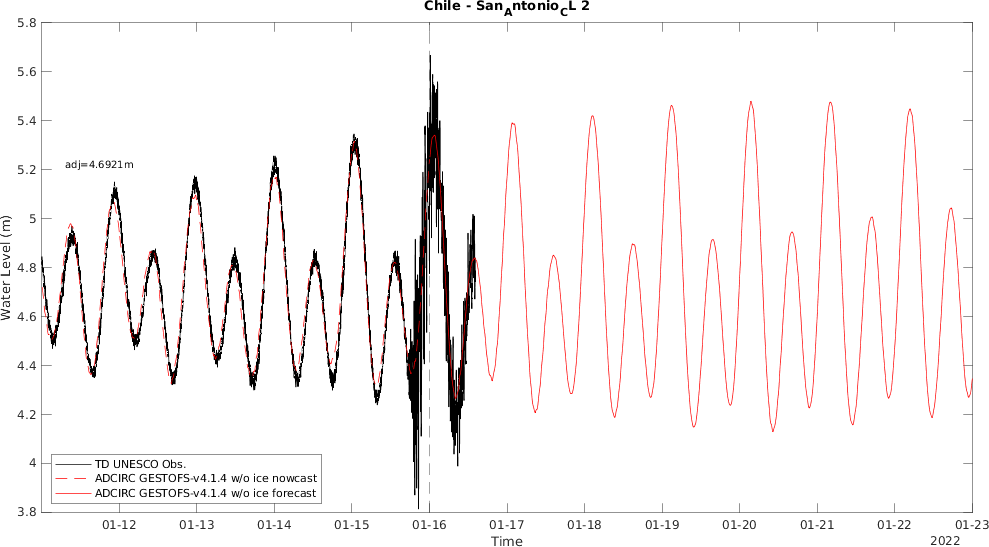 Chile - SanAntonioCL 2
5.8
5.6
5.4
5.2
5
4.8
4.6
4.4
4.2
4
3.8
Water Level (m)
adj=4.6921m
TD UNESCO Obs.
ADCIRC GESTOFS-v4.1.4 w/o ice nowcast
ADCIRC GESTOFS-v4.1.4 w/o ice forecast
01-12 01-13 01-14 01-15 01-16 01-17 01-18 01-19 01-20 01-21 01-22 01-23
Time
2022